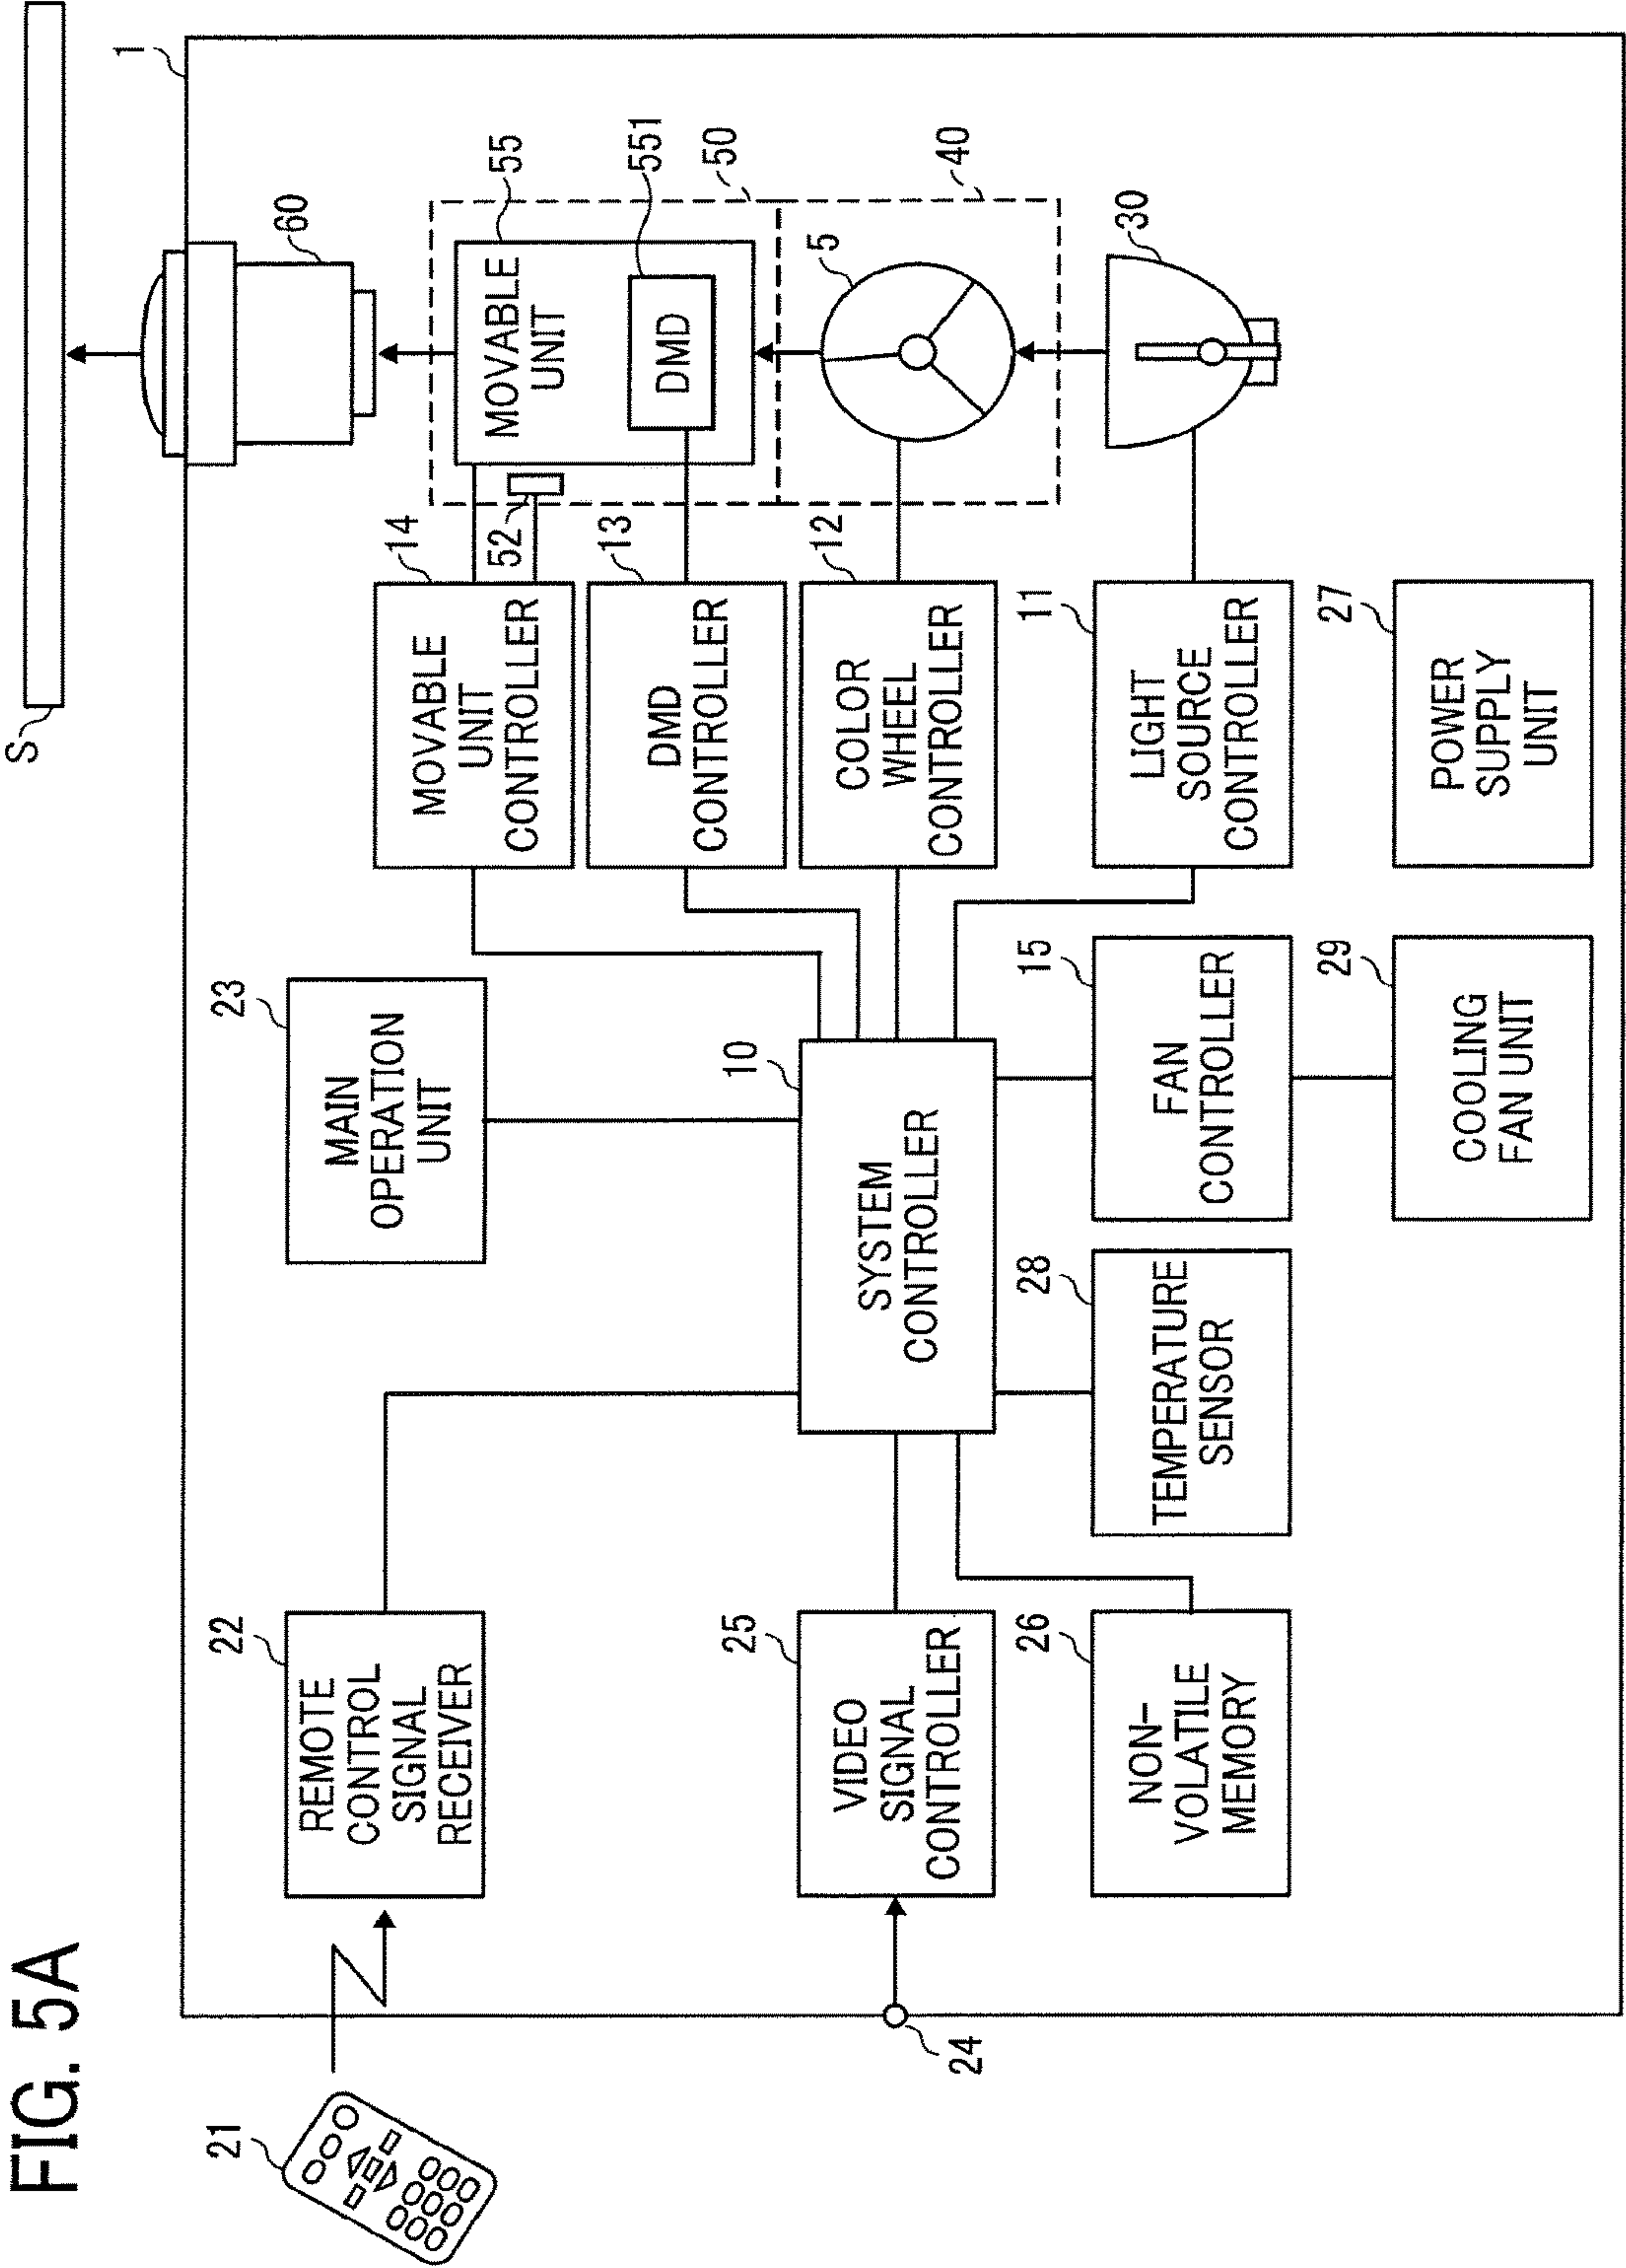 FIG. 5A
S
1
21
22
REMOTE
CONTROL
SIGNAL
RECEIVER
23
MAIN
OPERATION
UNIT
14
MOVABLE
UNIT
CONTROLLER
52
60
55
MOVABLE
UNIT
551
DMD
50
13
DMD
CONTROLLER
24
25
VIDEO
SIGNAL
CONTROLLER
10
SYSTEM
CONTROLLER
12
COLOR
WHEEL
CONTROLLER
5
40
26
NON-
VOLATILE
MEMORY
28
TEMPERATURE
SENSOR
15
FAN
CONTROLLER
11
LIGHT
SOURCE
CONTROLLER
30
29
COOLING
FAN UNIT
27
POWER
SUPPLY
UNIT